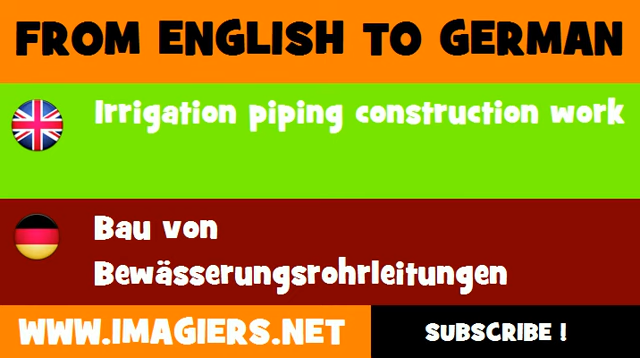 FROM ENGLISH TO GERMAN
Irrigation piping construction work
Bau von
Bewässerungsrohrleitungen
WWW.IMAGIERS.NET
SUBSCRIBE !